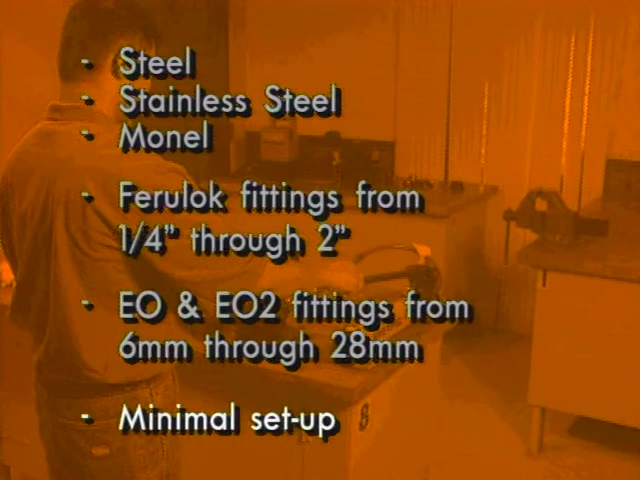 - Steel
- Stainless Steel
- Monel
- Ferulok fittings from
1/4" through 2"
- EO & EO2 fittings from
6mm through 28mm
- Minimal set-up